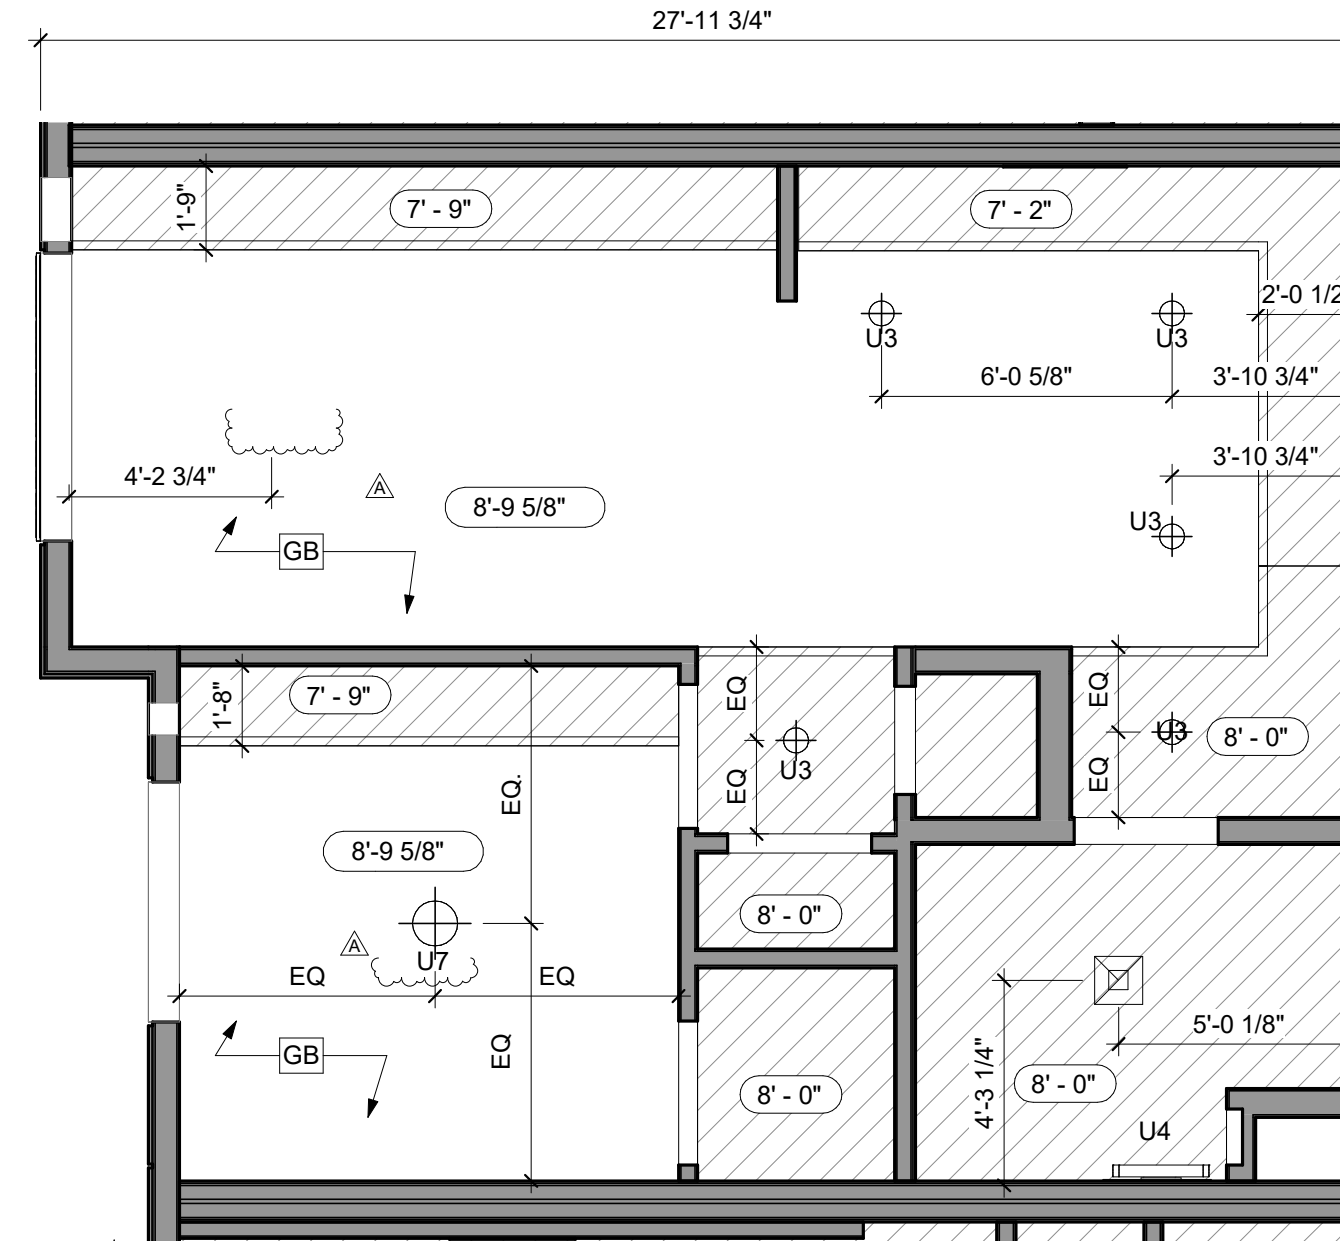 27'-11 3/4"
1'-9"
7' - 9"
7' - 2"
2'-0 1/2
U3
U3
6'-0 5/8"
3'-10 3/4"
3'-10 3/4"
4'-2 3/4"
A
8'-9 5/8"
U3
GB
1'-8"
7' - 9"
EQ
EQ
U3
8' - 0"
U3
EQ
EQ
EQ.
8'-9 5/8"
8' - 0"
A
U7
EQ
EQ
5'-0 1/8"
GB
EQ
8' - 0"
4'-3 1/4"
8' - 0"
U4